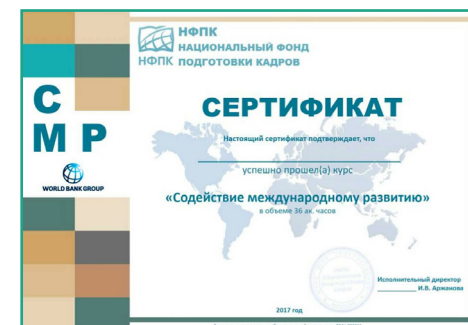 НФПК
НАЦИОНАЛЬНЫЙ ФОНД
НФПК ПОДГОТОВКИ КАДРОВ
С
М Р
WORLD BANK GROUP
СЕРТИФИКАТ
Настоящий сертификат подтверждает, что
успешно прошел(а) курс
«Содействие международному развитию»
в объеме 36 ак. часов
Исполнительный директор
И.В. Аржанова
2017 год